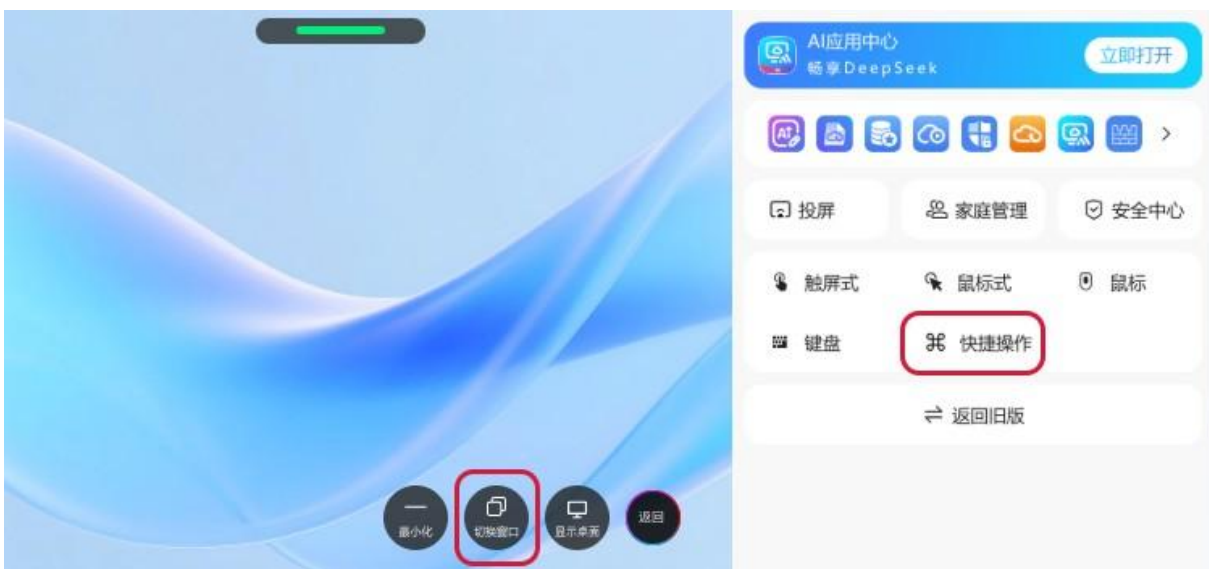 AI应用中心
畅享DeepSeek
立即打开
投屏
家庭管理
安全中心
触屏式
鼠标式
鼠标
键盘
快捷操作
返回旧版
最小化
切换窗口
显示桌面
返回